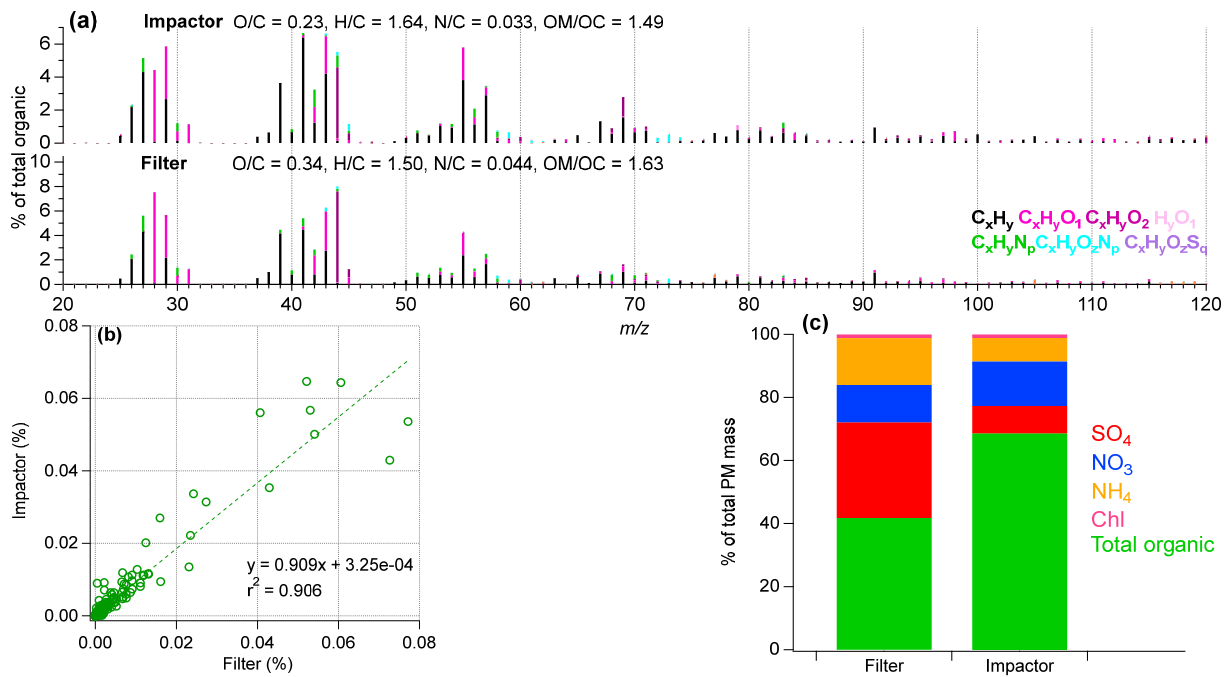 (a) Impactor O/C = 0.23, H/C = 1.64, N/C = 0.033, OM/OC = 1.49
6
4
2
0
% of total organic
Filter O/C = 0.34, H/C = 1.50, N/C = 0.044, OM/OC = 1.63
10
8
6
4
2
0
CxHy CxHyO1 CxHyO2 HyO1
CxHyNp CxHyOzNp CxHyOzSq
20 30 40 50 60 70 80 90 100 110 120
m/z
(b)
0.08
0.06
0.04
0.02
0.00
Impactor (%)
y = 0.909x + 3.25e-04
r2 = 0.906
0.00 0.02 0.04 0.06 0.08
Filter (%)
(c)
100
80
60
40
20
0
% of total PM mass
SO4
NO3
NH4
Chl
Total organic
Filter Impactor